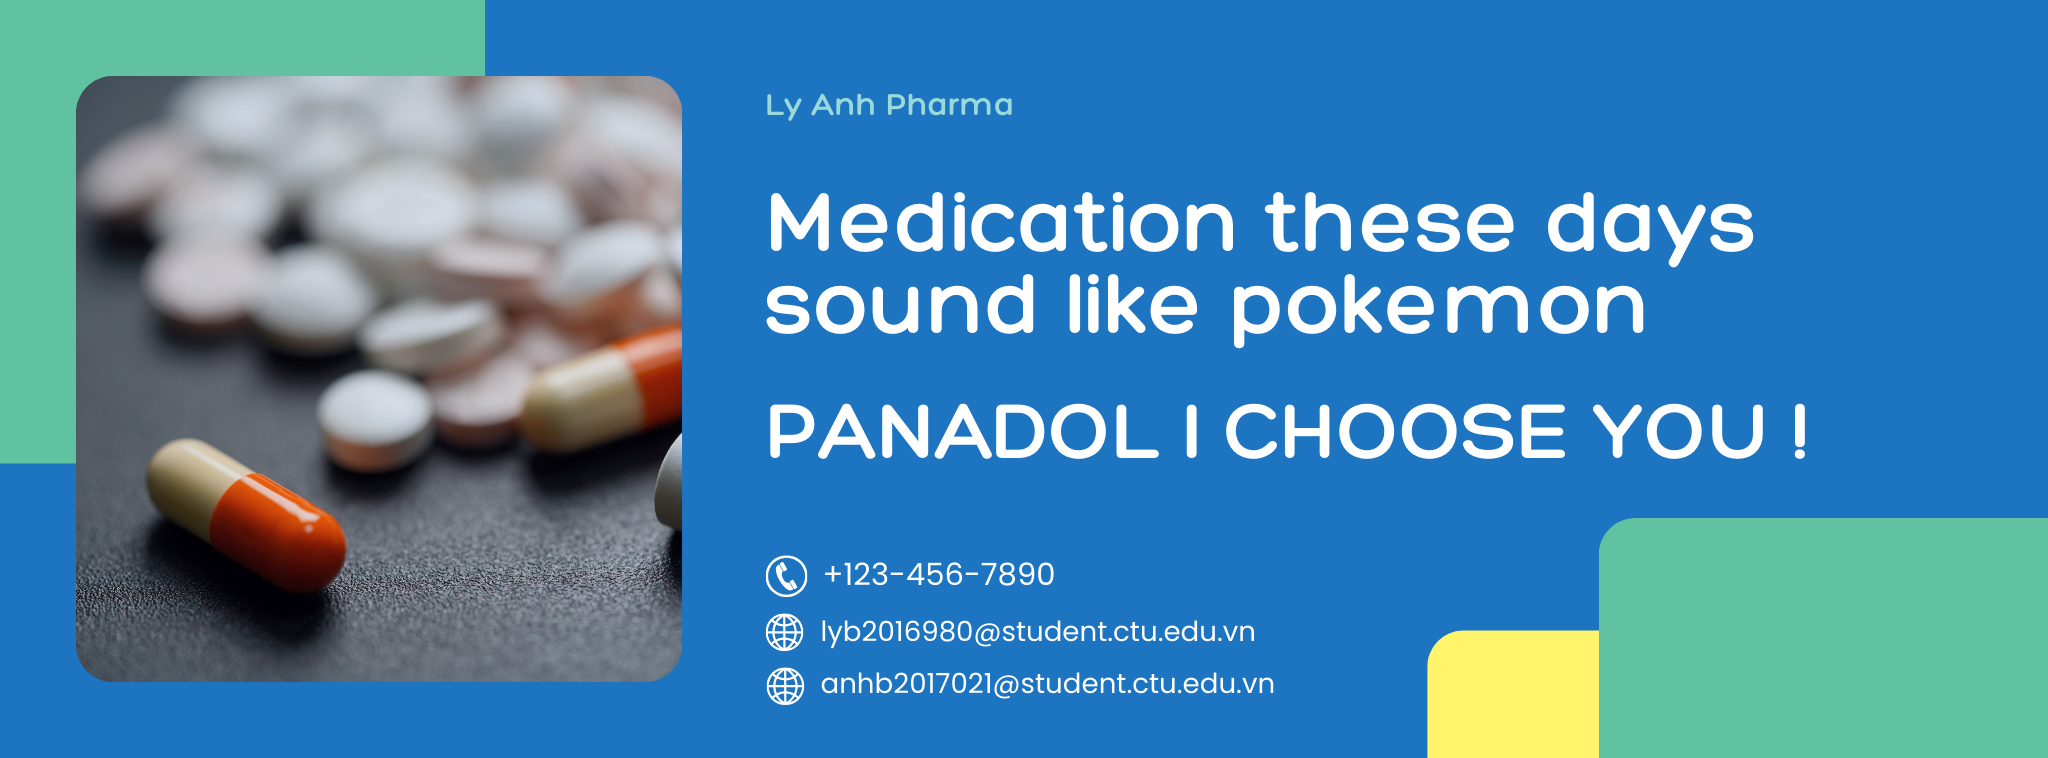 Ly Anh Pharma
Medication these days
sound like pokemon
PANADOL I CHOOSE YOU !
+123-456-7890
lyb2016980@student.ctu.edu.vn
anhb2017021@student.ctu.edu.vn